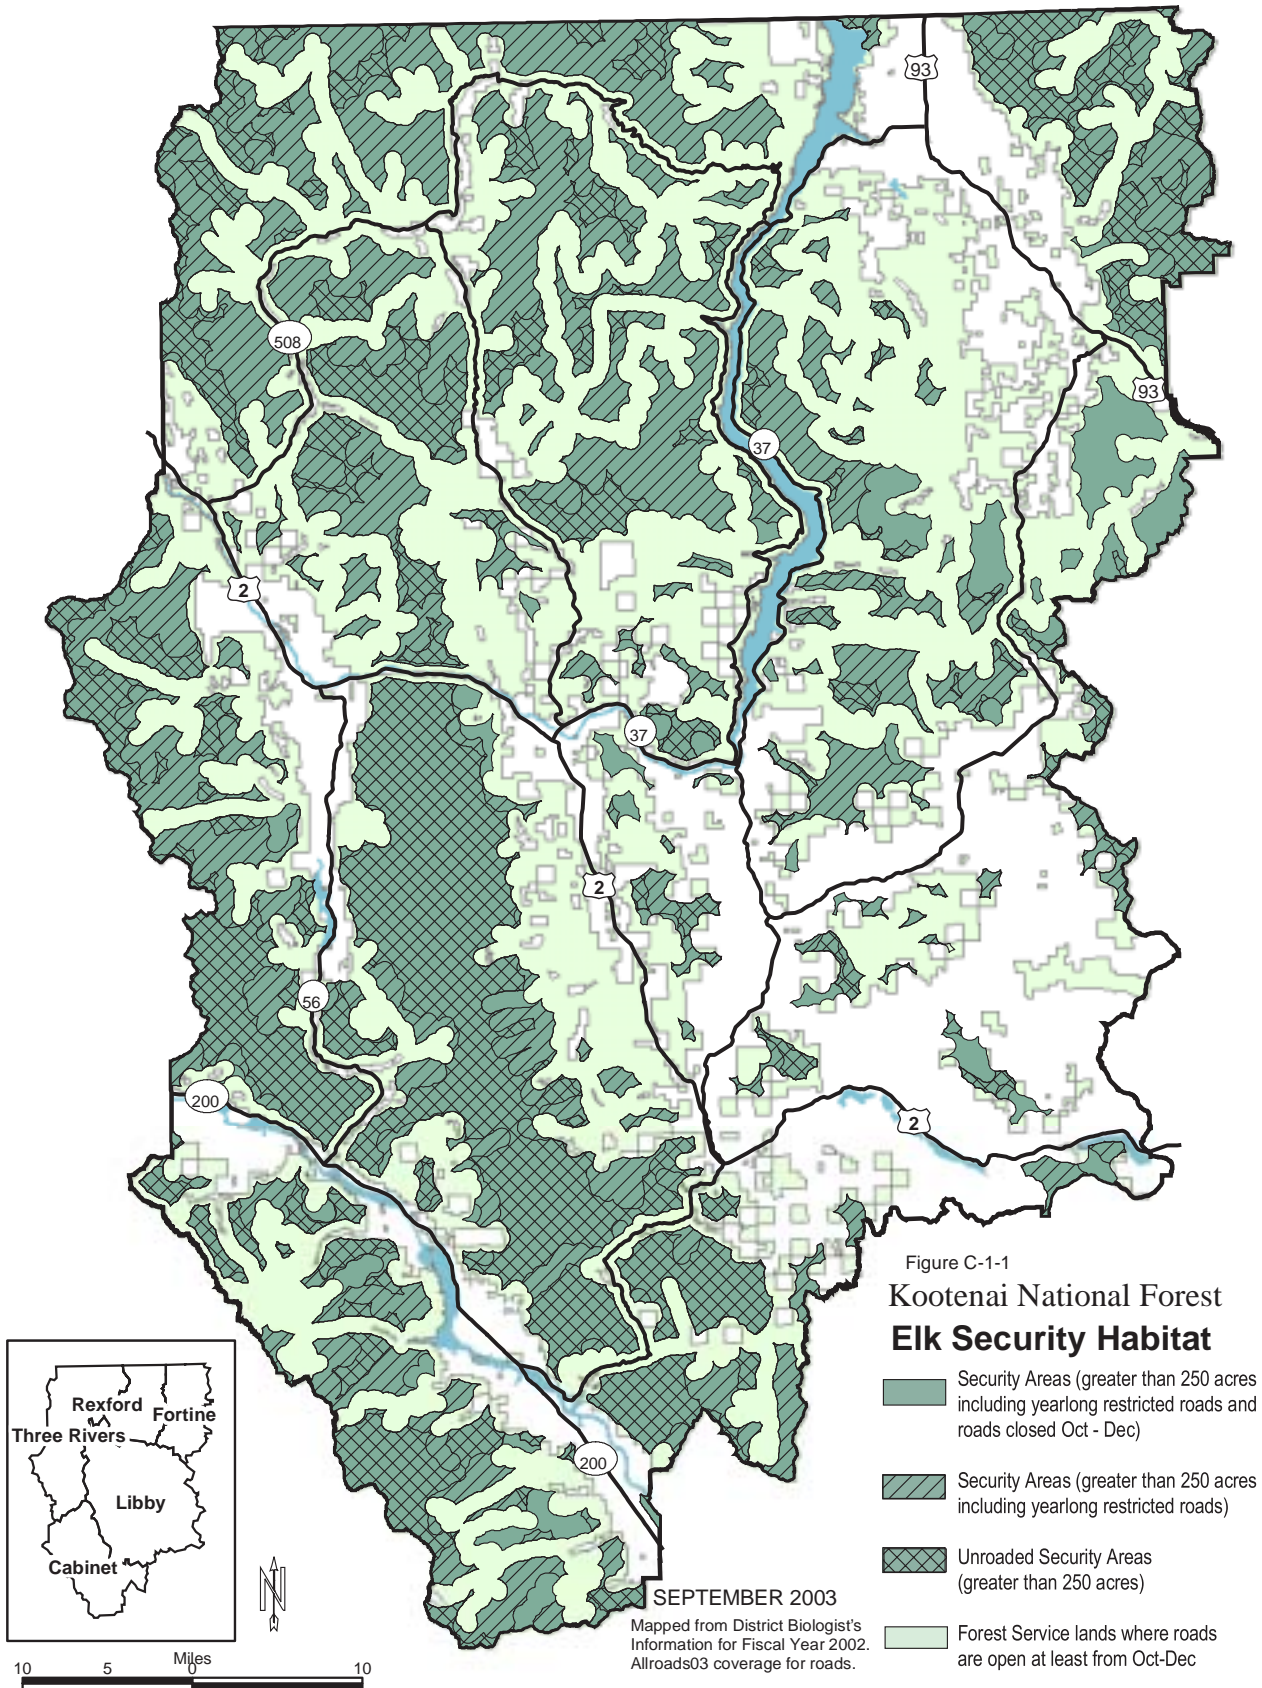 93
508
93
37
2
37
2
56
200
2
200
Figure C-1-1
Kootenai National Forest
Elk Security Habitat
Security Areas (greater than 250 acres
including yearlong restricted roads and
roads closed Oct - Dec)
Security Areas (greater than 250 acres
including yearlong restricted roads)
Unroaded Security Areas
(greater than 250 acres)
Forest Service lands where roads
are open at least from Oct-Dec
Rexford
Fortine
Three Rivers
Libby
Cabinet
N
SEPTEMBER 2003
Mapped from District Biologist's
Information for Fiscal Year 2002.
Allroads03 coverage for roads.
Miles
10 5 0 10